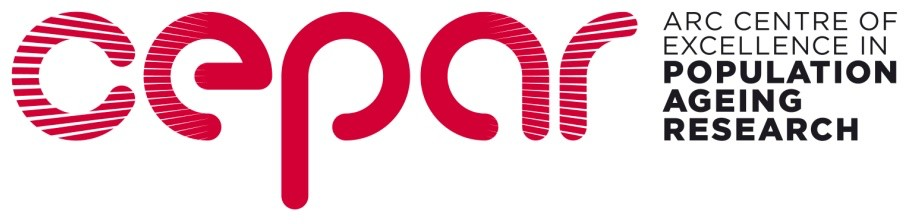 cepar
ARC CENTRE OF
EXCELLENCE IN
POPULATION
AGEING
RESEARCH